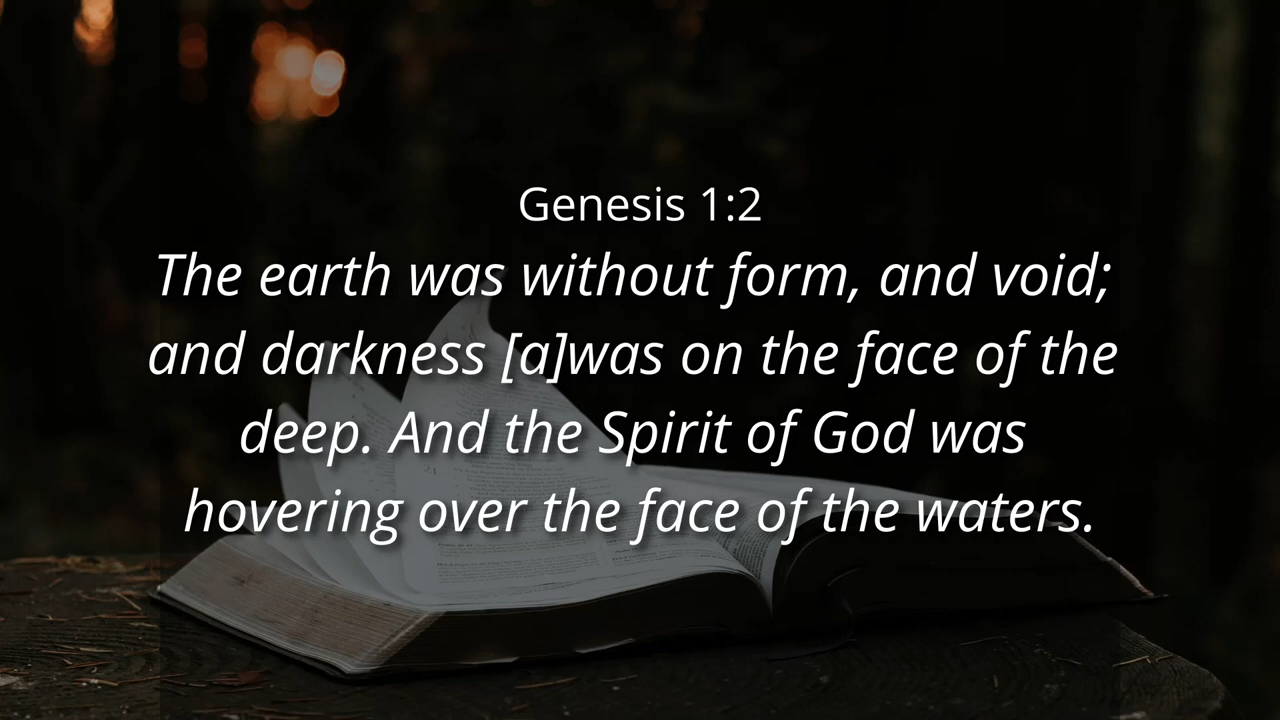 Genesis 1:2
The earth was without form, and void;
and darkness [a]was on the face of the
deep. And the Spirit of God was
hovering over the face of the waters.